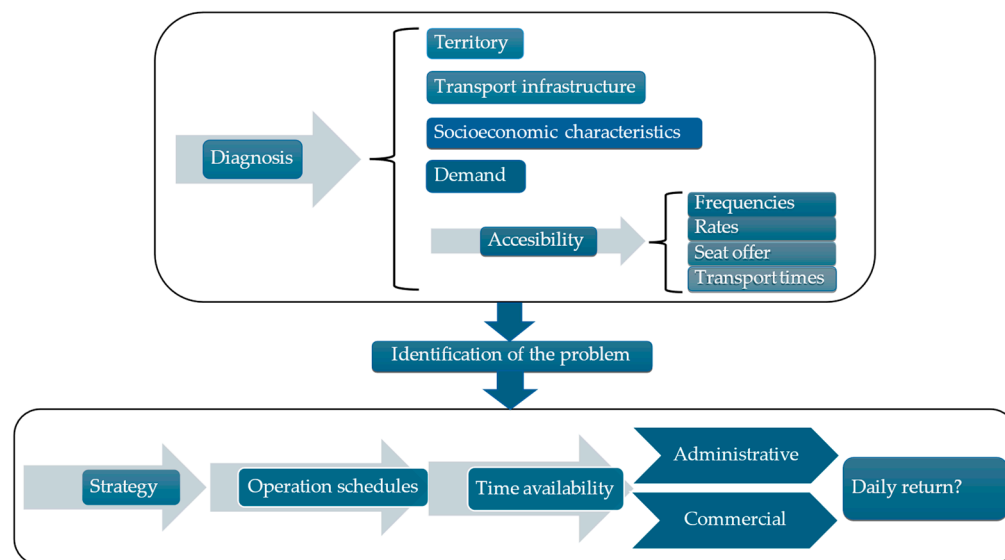 Territory
Transport infrastructure
Socioeconomic characteristics
Diagnosis
Demand
Accesibility
Frequencies
Rates
Seat offer
Transport times
Identification of the problem
Strategy
Operation schedules
Time availability
Administrative
Commercial
Daily return?